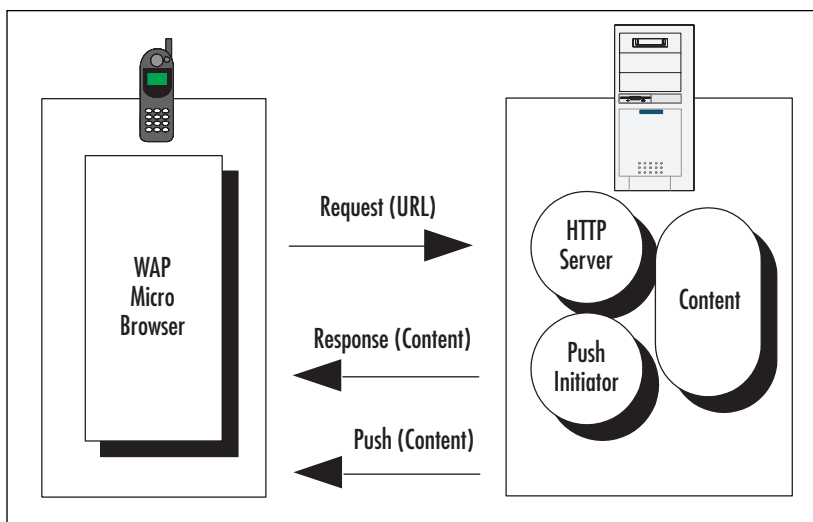 WAP
Micro
Browser
Request (URL)
Response (Content)
Push (Content)
HTTP
Server
Push
Initiator
Content